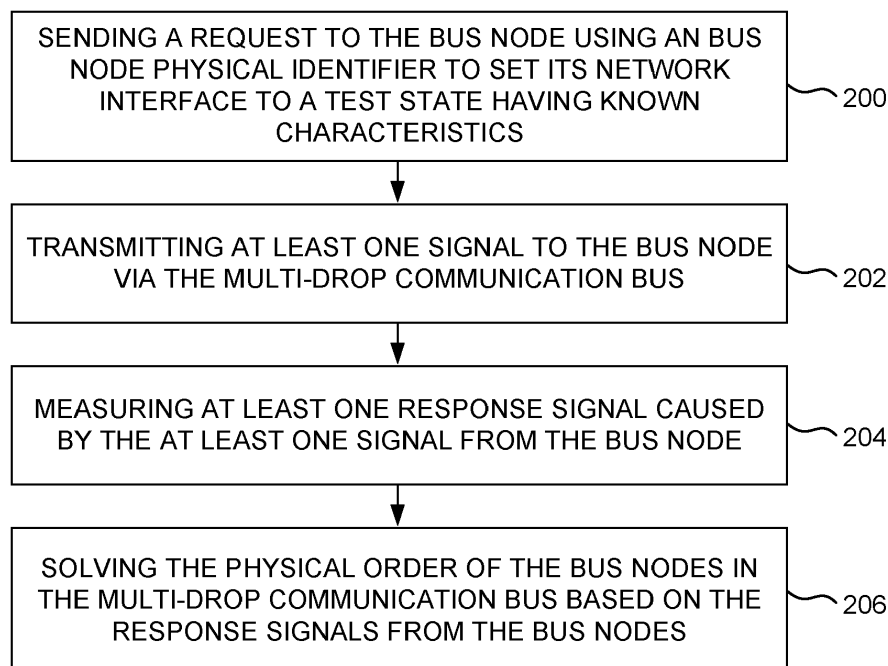 SENDING A REQUEST TO THE BUS NODE USING AN BUS
NODE PHYSICAL IDENTIFIER TO SET ITS NETWORK
INTERFACE TO A TEST STATE HAVING KNOWN
CHARACTERISTICS
200
TRANSMITTING AT LEAST ONE SIGNAL TO THE BUS NODE
VIA THE MULTI-DROP COMMUNICATION BUS
202
MEASURING AT LEAST ONE RESPONSE SIGNAL CAUSED
BY THE AT LEAST ONE SIGNAL FROM THE BUS NODE
204
SOLVING THE PHYSICAL ORDER OF THE BUS NODES IN
THE MULTI-DROP COMMUNICATION BUS BASED ON THE
RESPONSE SIGNALS FROM THE BUS NODES
206